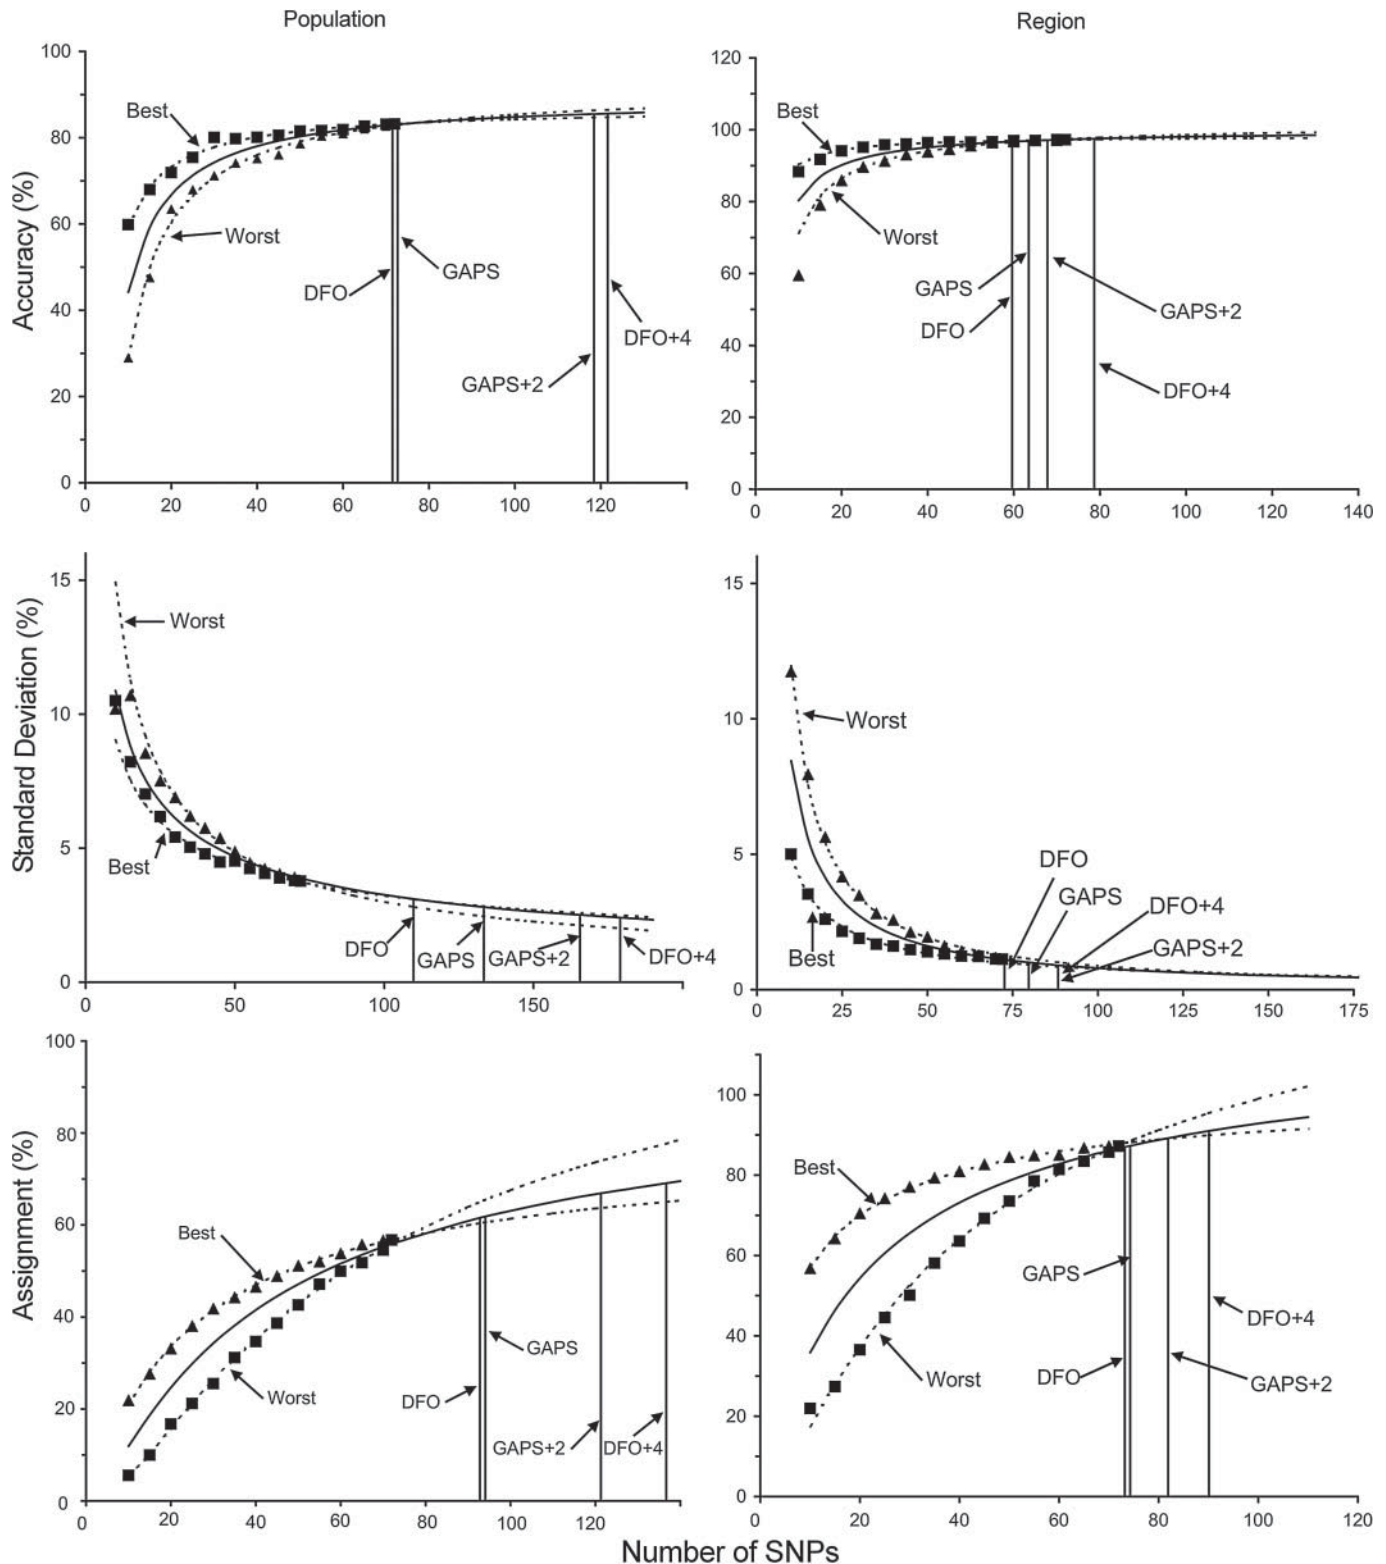 Population
Region
Accuracy (%)
100
80
60
40
20
0
0 20 40 60 80 100 120
Best
Worst
DFO
GAPS
GAPS+2
DFO+4
120
100
80
60
40
20
0
0 20 40 60 80 100 120 140
Best
Worst
GAPS
DFO
GAPS+2
DFO+4
Standard Deviation (%)
15
10
5
0
0 50 100 150
Worst
Best
DFO
GAPS
GAPS+2
DFO+4
15
10
5
0
0 25 50 75 100 125 150 175
Worst
Best
DFO
GAPS
DFO+4
GAPS+2
Assignment (%)
100
80
60
40
20
0
0 20 40 60 80 100 120
Best
Worst
GAPS
DFO
GAPS+2
DFO+4
100
80
60
40
20
0
0 20 40 60 80 100 120
Best
Worst
GAPS
DFO
DFO+4
GAPS+2
Number of SNPs